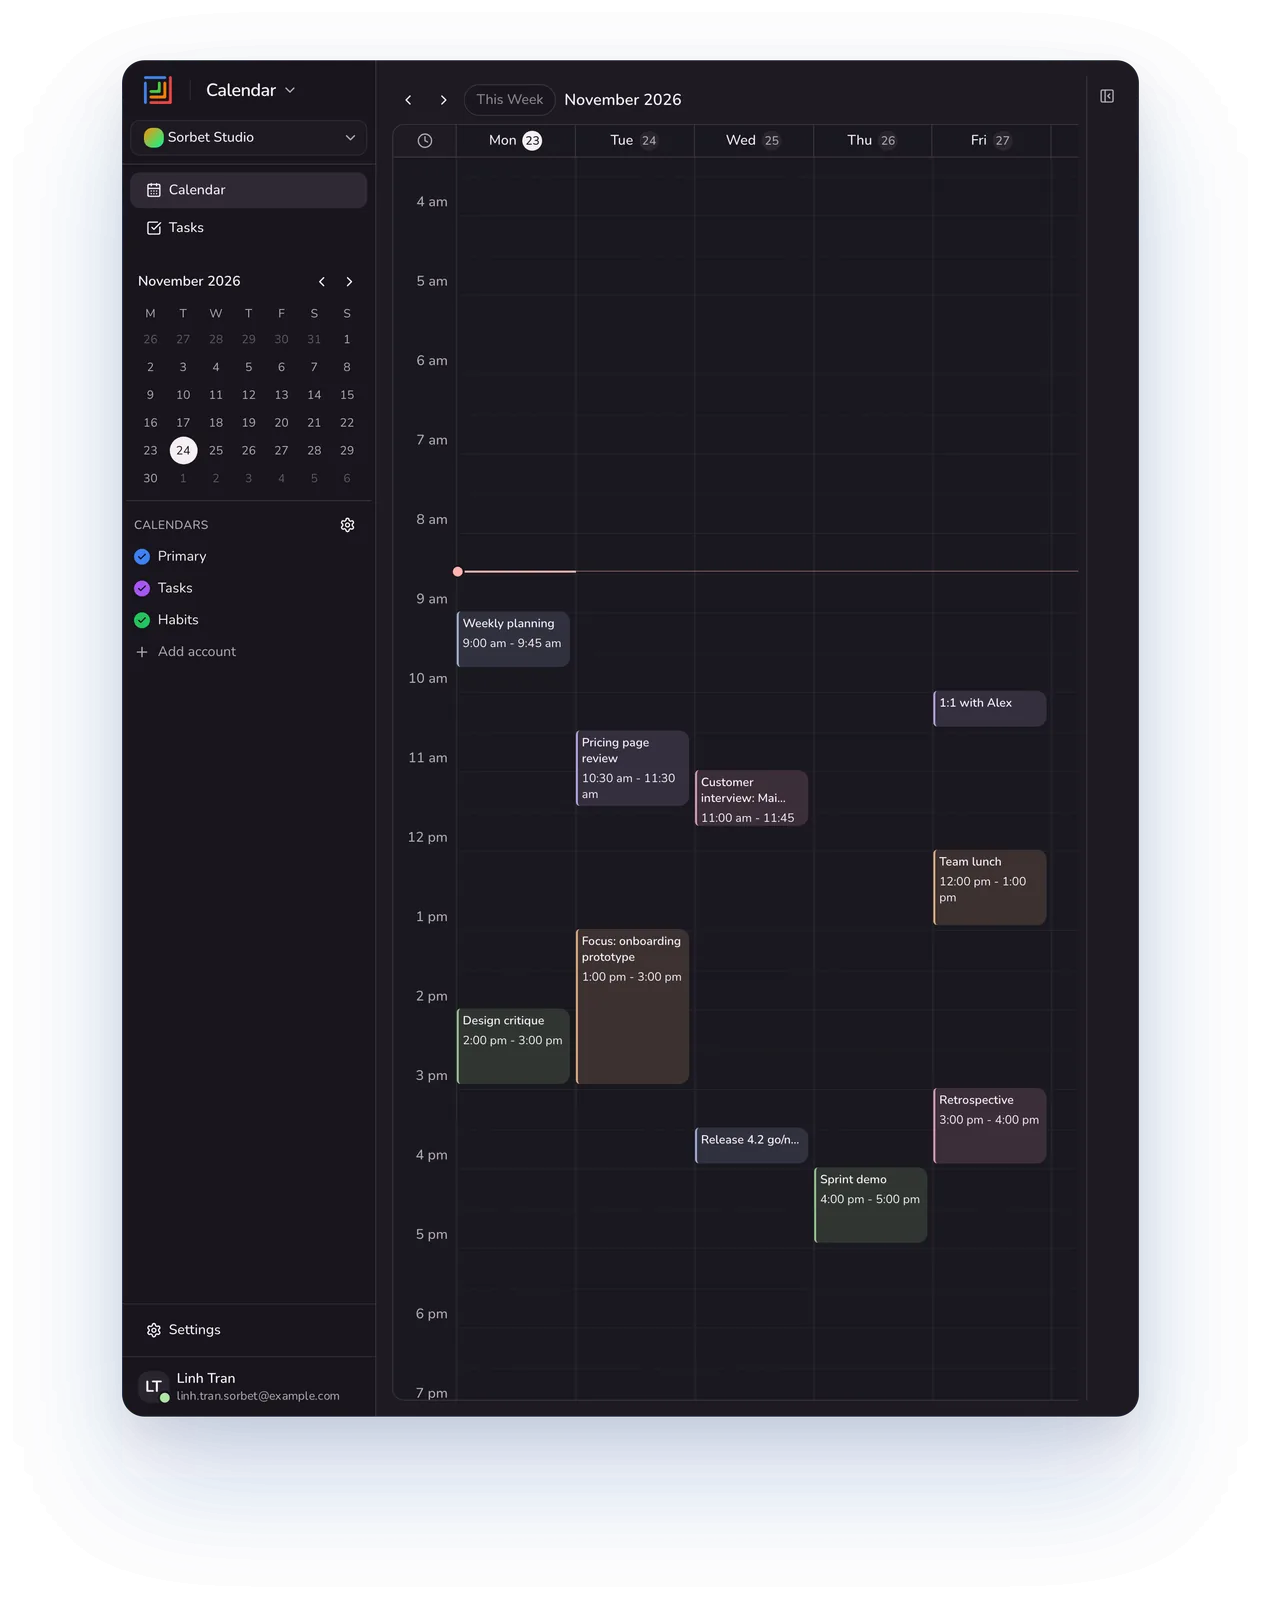 Calendar
Sorbet Studio
Calendar
Tasks
November 2026
M T W T F S S
26 27 28 29 30 31 1
2 3 4 5 6 7 8
9 10 11 12 13 14 15
16 17 18 19 20 21 22
23 24 25 26 27 28 29
30 1 2 3 4 5 6
CALENDARS
Primary
Tasks
Habits
Add account
Settings
LT
Linh Tran
linh.tran.sorbet@example.com
This Week
November 2026
Mon 23
Tue 24
Wed 25
Thu 26
Fri 27
4 am
5 am
6 am
7 am
8 am
9 am
10 am
11 am
12 pm
1 pm
2 pm
3 pm
4 pm
5 pm
6 pm
7 pm
Weekly planning
9:00 am - 9:45 am
Design critique
2:00 pm - 3:00 pm
Pricing page
review
10:30 am - 11:30
am
Focus: onboarding
prototype
1:00 pm - 3:00 pm
Customer
interview: Mai...
11:00 am - 11:45
Release 4.2 go/n...
Sprint demo
4:00 pm - 5:00 pm
1:1 with Alex
Team lunch
12:00 pm - 1:00
pm
Retrospective
3:00 pm - 4:00 pm